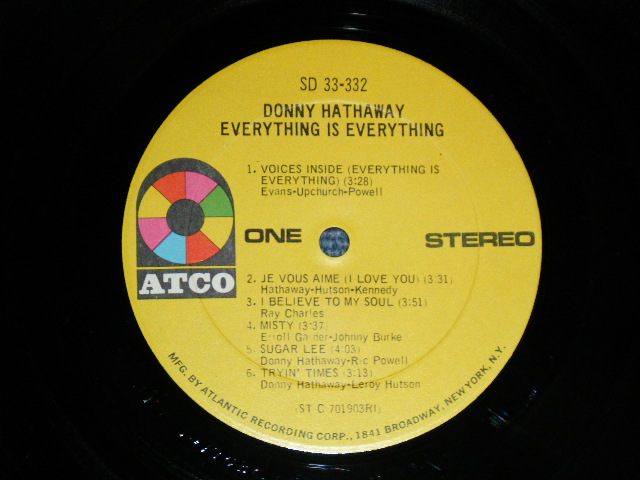 SD 33-332
DONNY HATHAWAY
EVERYTHING IS EVERYTHING
1. VOICES INSIDE (EVERYTHING IS
EVERYTHING) (3:28)
Evans-Upchurch-Powell
ATCO
ONE
STEREO
2. JE VOUS AIME (I LOVE YOU) (3:31)
Hathaway-Hutson-Kennedy
3. I BELIEVE TO MY SOUL (3:51)
Ray Charles
4. MISTY (3:37)
Erroll Garner-Johnny Burke
5. SUGAR LEE (4:03)
Donny Hathaway-Ric Powell
6. TRYIN' TIMES (3:13)
Donny Hathaway-Leroy Hutson
(ST C 701903RI)
MFG. BY ATLANTIC RECORDING CORP., 1841 BROADWAY, NEW YORK, N.Y.